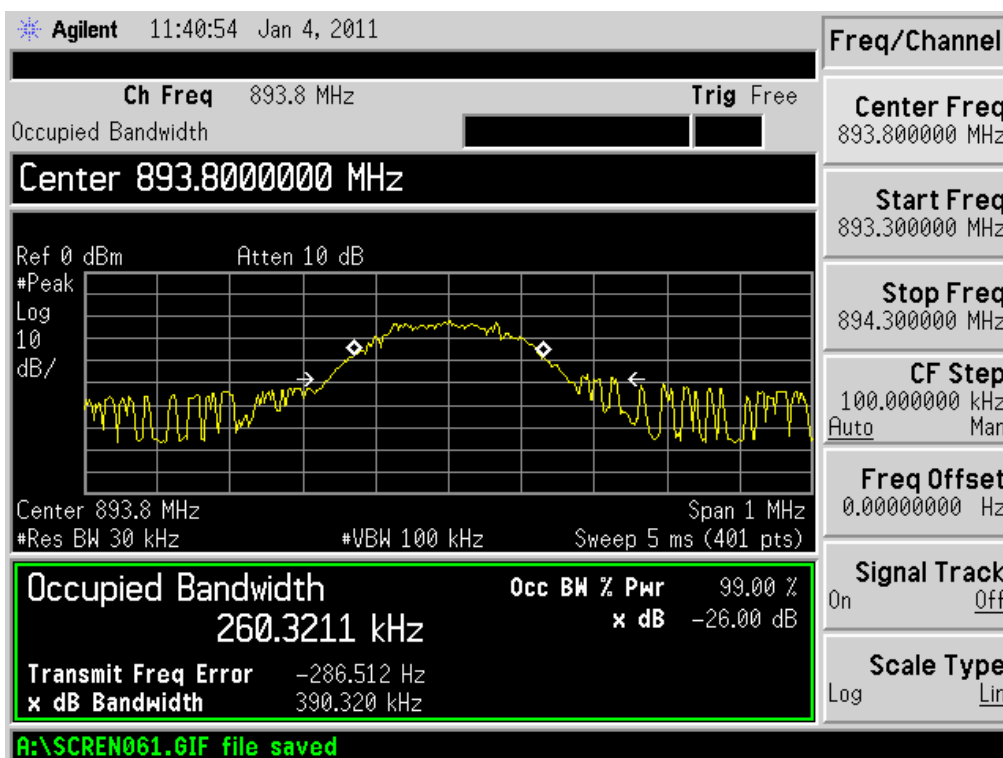 Agilent 11:40:54 Jan 4, 2011
Ch Freq 893.8 MHz Trig Free
Occupied Bandwidth
Center 893.8000000 MHz
Ref 0 dBm Atten 10 dB
#Peak
Log
10
dB/
Center 893.8 MHz Span 1 MHz
#Res BW 30 kHz #VBW 100 kHz Sweep 5 ms (401 pts)
Occupied Bandwidth Occ BW % Pwr 99.00 %
260.3211 kHz x dB -26.00 dB
Transmit Freq Error -286.512 Hz
x dB Bandwidth 390.320 kHz
A:\SCREN061.GIF file saved
Freq/Channel
Center Freq
893.800000 MHz
Start Freq
893.300000 MHz
Stop Freq
894.300000 MHz
CF Step
100.000000 kHz
Auto Man
Freq Offset
0.00000000 Hz
Signal Track
On Off
Scale Type
Log Lin